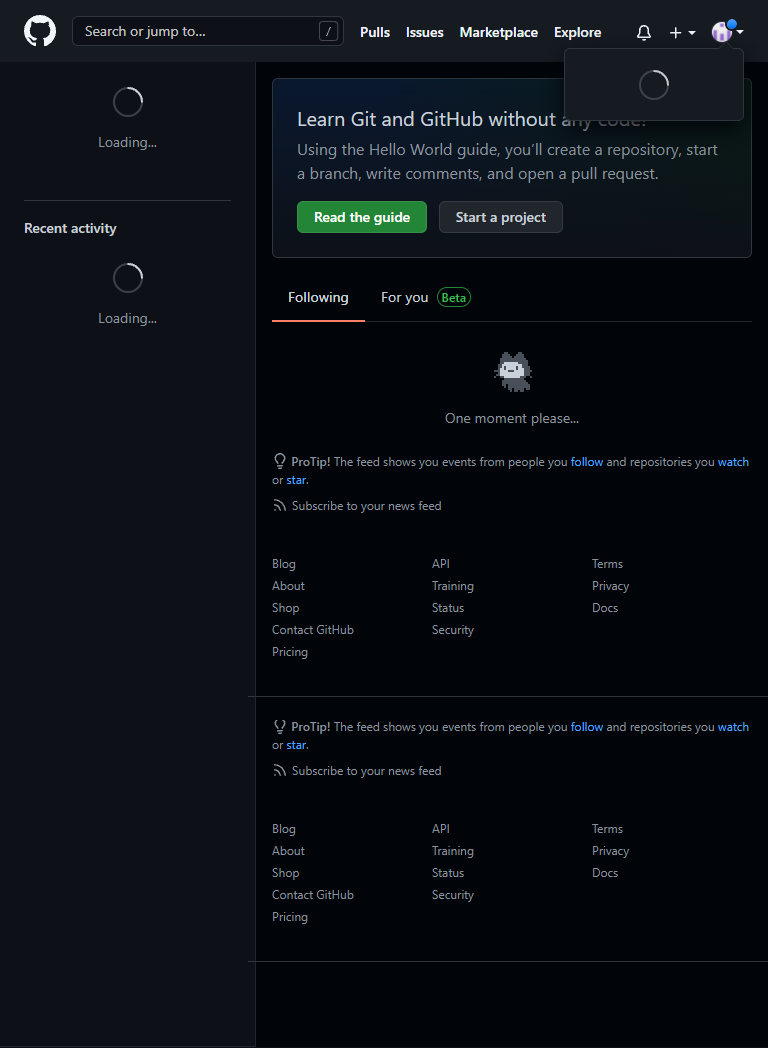 Search or jump to...
/
Pulls
Issues
Marketplace
Explore
Loading...
Recent activity
Loading...
Learn Git and GitHub without any code!
Using the Hello World guide, you’ll create a repository, start
a branch, write comments, and open a pull request.
Read the guide
Start a project
Following
For you
Beta
One moment please...
ProTip! The feed shows you events from people you follow and repositories you watch
or star.
Subscribe to your news feed
Blog
API
Terms
About
Training
Privacy
Shop
Status
Docs
Contact GitHub
Security
Pricing
ProTip! The feed shows you events from people you follow and repositories you watch
or star.
Subscribe to your news feed
Blog
API
Terms
About
Training
Privacy
Shop
Status
Docs
Contact GitHub
Security
Pricing